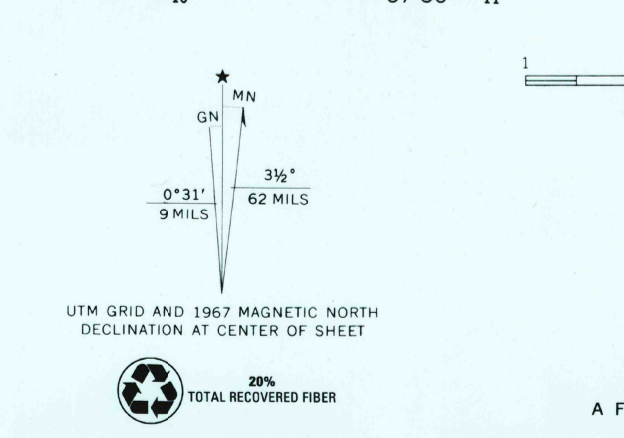 1
MN
GN
3½°
62 MILS
0°31'
9 MILS
UTM GRID AND 1967 MAGNETIC NORTH
DECLINATION AT CENTER OF SHEET
20%
TOTAL RECOVERED FIBER
A F